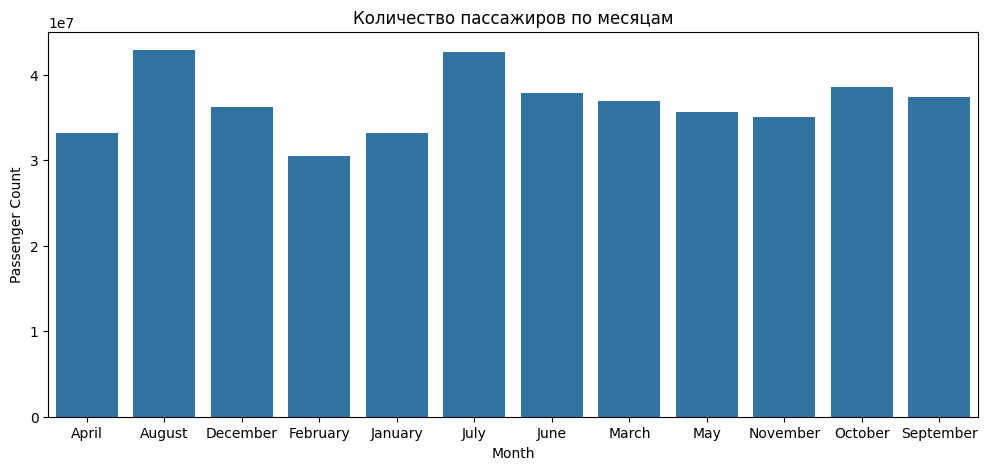 Количество пассажиров по месяцам
1e7
4
3
2
1
0
Passenger Count
April August December February January July June March May November October September
Month